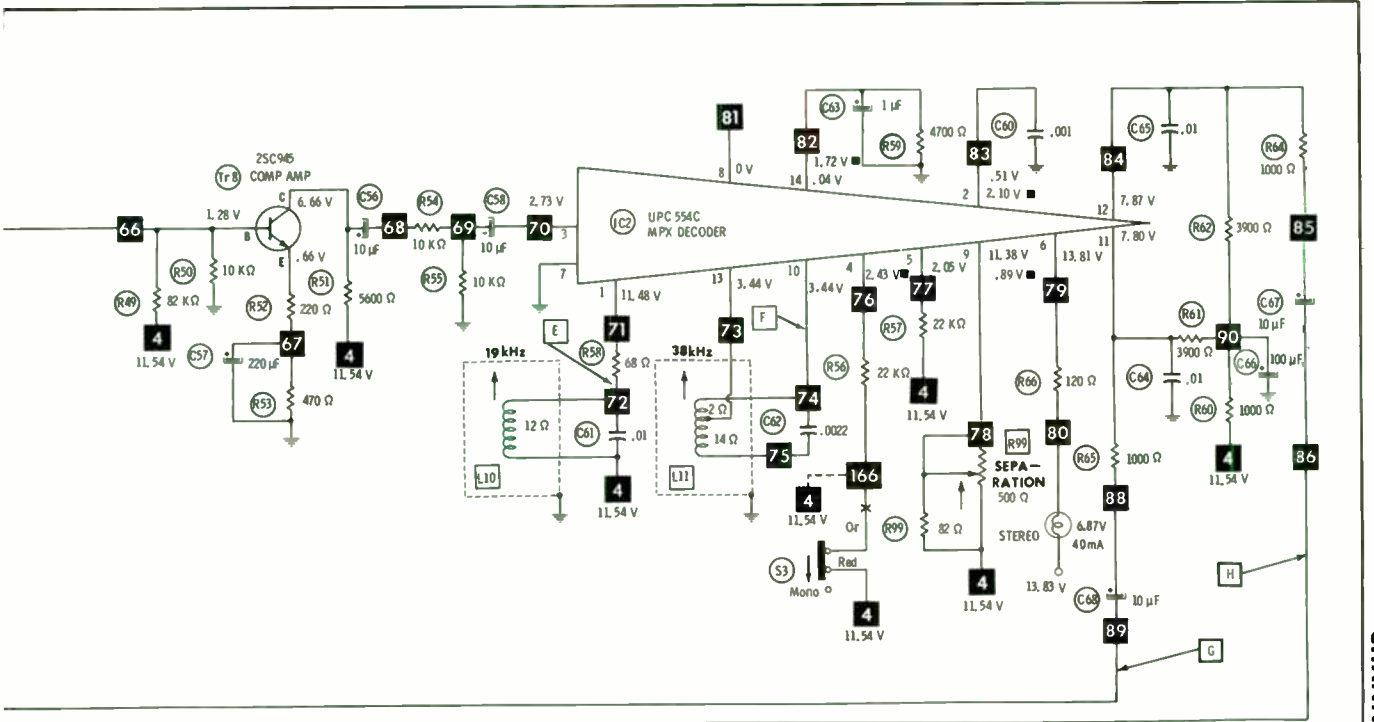 2SC945
COMP AMP
Tr8
C
6.66 V
1.28 V
B
E
.66 V
66
R49
82 KΩ
4
11.54 V
R50
10 KΩ
R52
220 Ω
R51
5600 Ω
4
11.54 V
67
C57
220 µF
R53
470 Ω
C56
10 µF
68
R54
10 KΩ
69
R55
10 KΩ
C58
10 µF
70
2.73 V
3
7
IC2
UPC 554C
MPX DECODER
81
8
0 V
82
1.72 V
14
.04 V
C63
1 µF
R59
4700 Ω
83
.51 V
2
2.10 V
C60
.001
84
7.87 V
12
11
7.80 V
C65
.01
R64
1000 Ω
85
R62
3900 Ω
C67
10 µF
R61
3900 Ω
90
C66
100 µF
C64
.01
R60
1000 Ω
4
11.54 V
86
H
1
11.48 V
71
R58
68 Ω
E
72
19 kHz
12 Ω
L10
C61
.01
4
11.54 V
13
3.44 V
73
38 kHz
2 Ω
14 Ω
L11
10
3.44 V
F
74
C62
.0022
75
4
2.43 V
76
R56
22 KΩ
166
4
11.54 V
Or
S3
Red
Mono
4
11.54 V
5
2.05 V
77
R57
22 KΩ
4
11.54 V
9
11.38 V
78
R99
SEPA-
RATION
500 Ω
R99
82 Ω
4
11.54 V
6
13.81 V
.89 V
79
R66
120 Ω
80
STEREO
6.87V
40mA
13.83 V
R65
1000 Ω
88
C68
10 µF
89
G